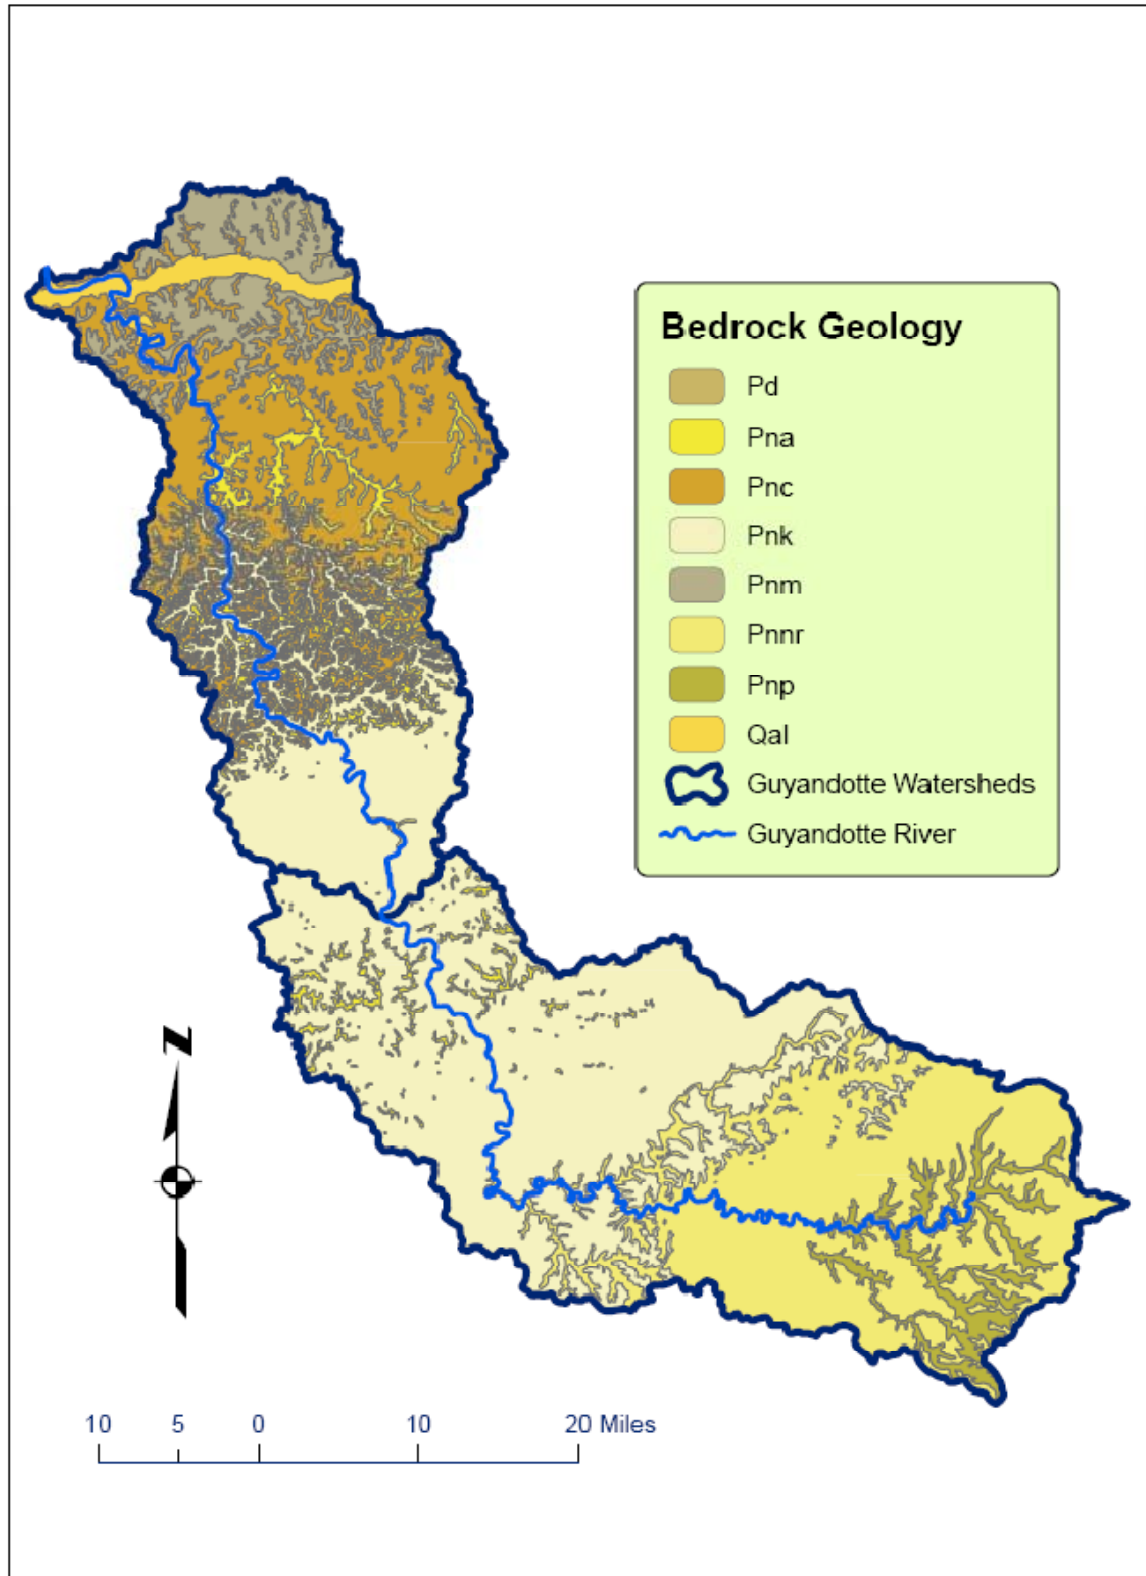 Bedrock Geology
Pd
Pna
Pnc
Pnk
Pnm
Pnnr
Pnp
Qal
Guyandotte Watersheds
Guyandotte River
N
10 5 0 10 20 Miles